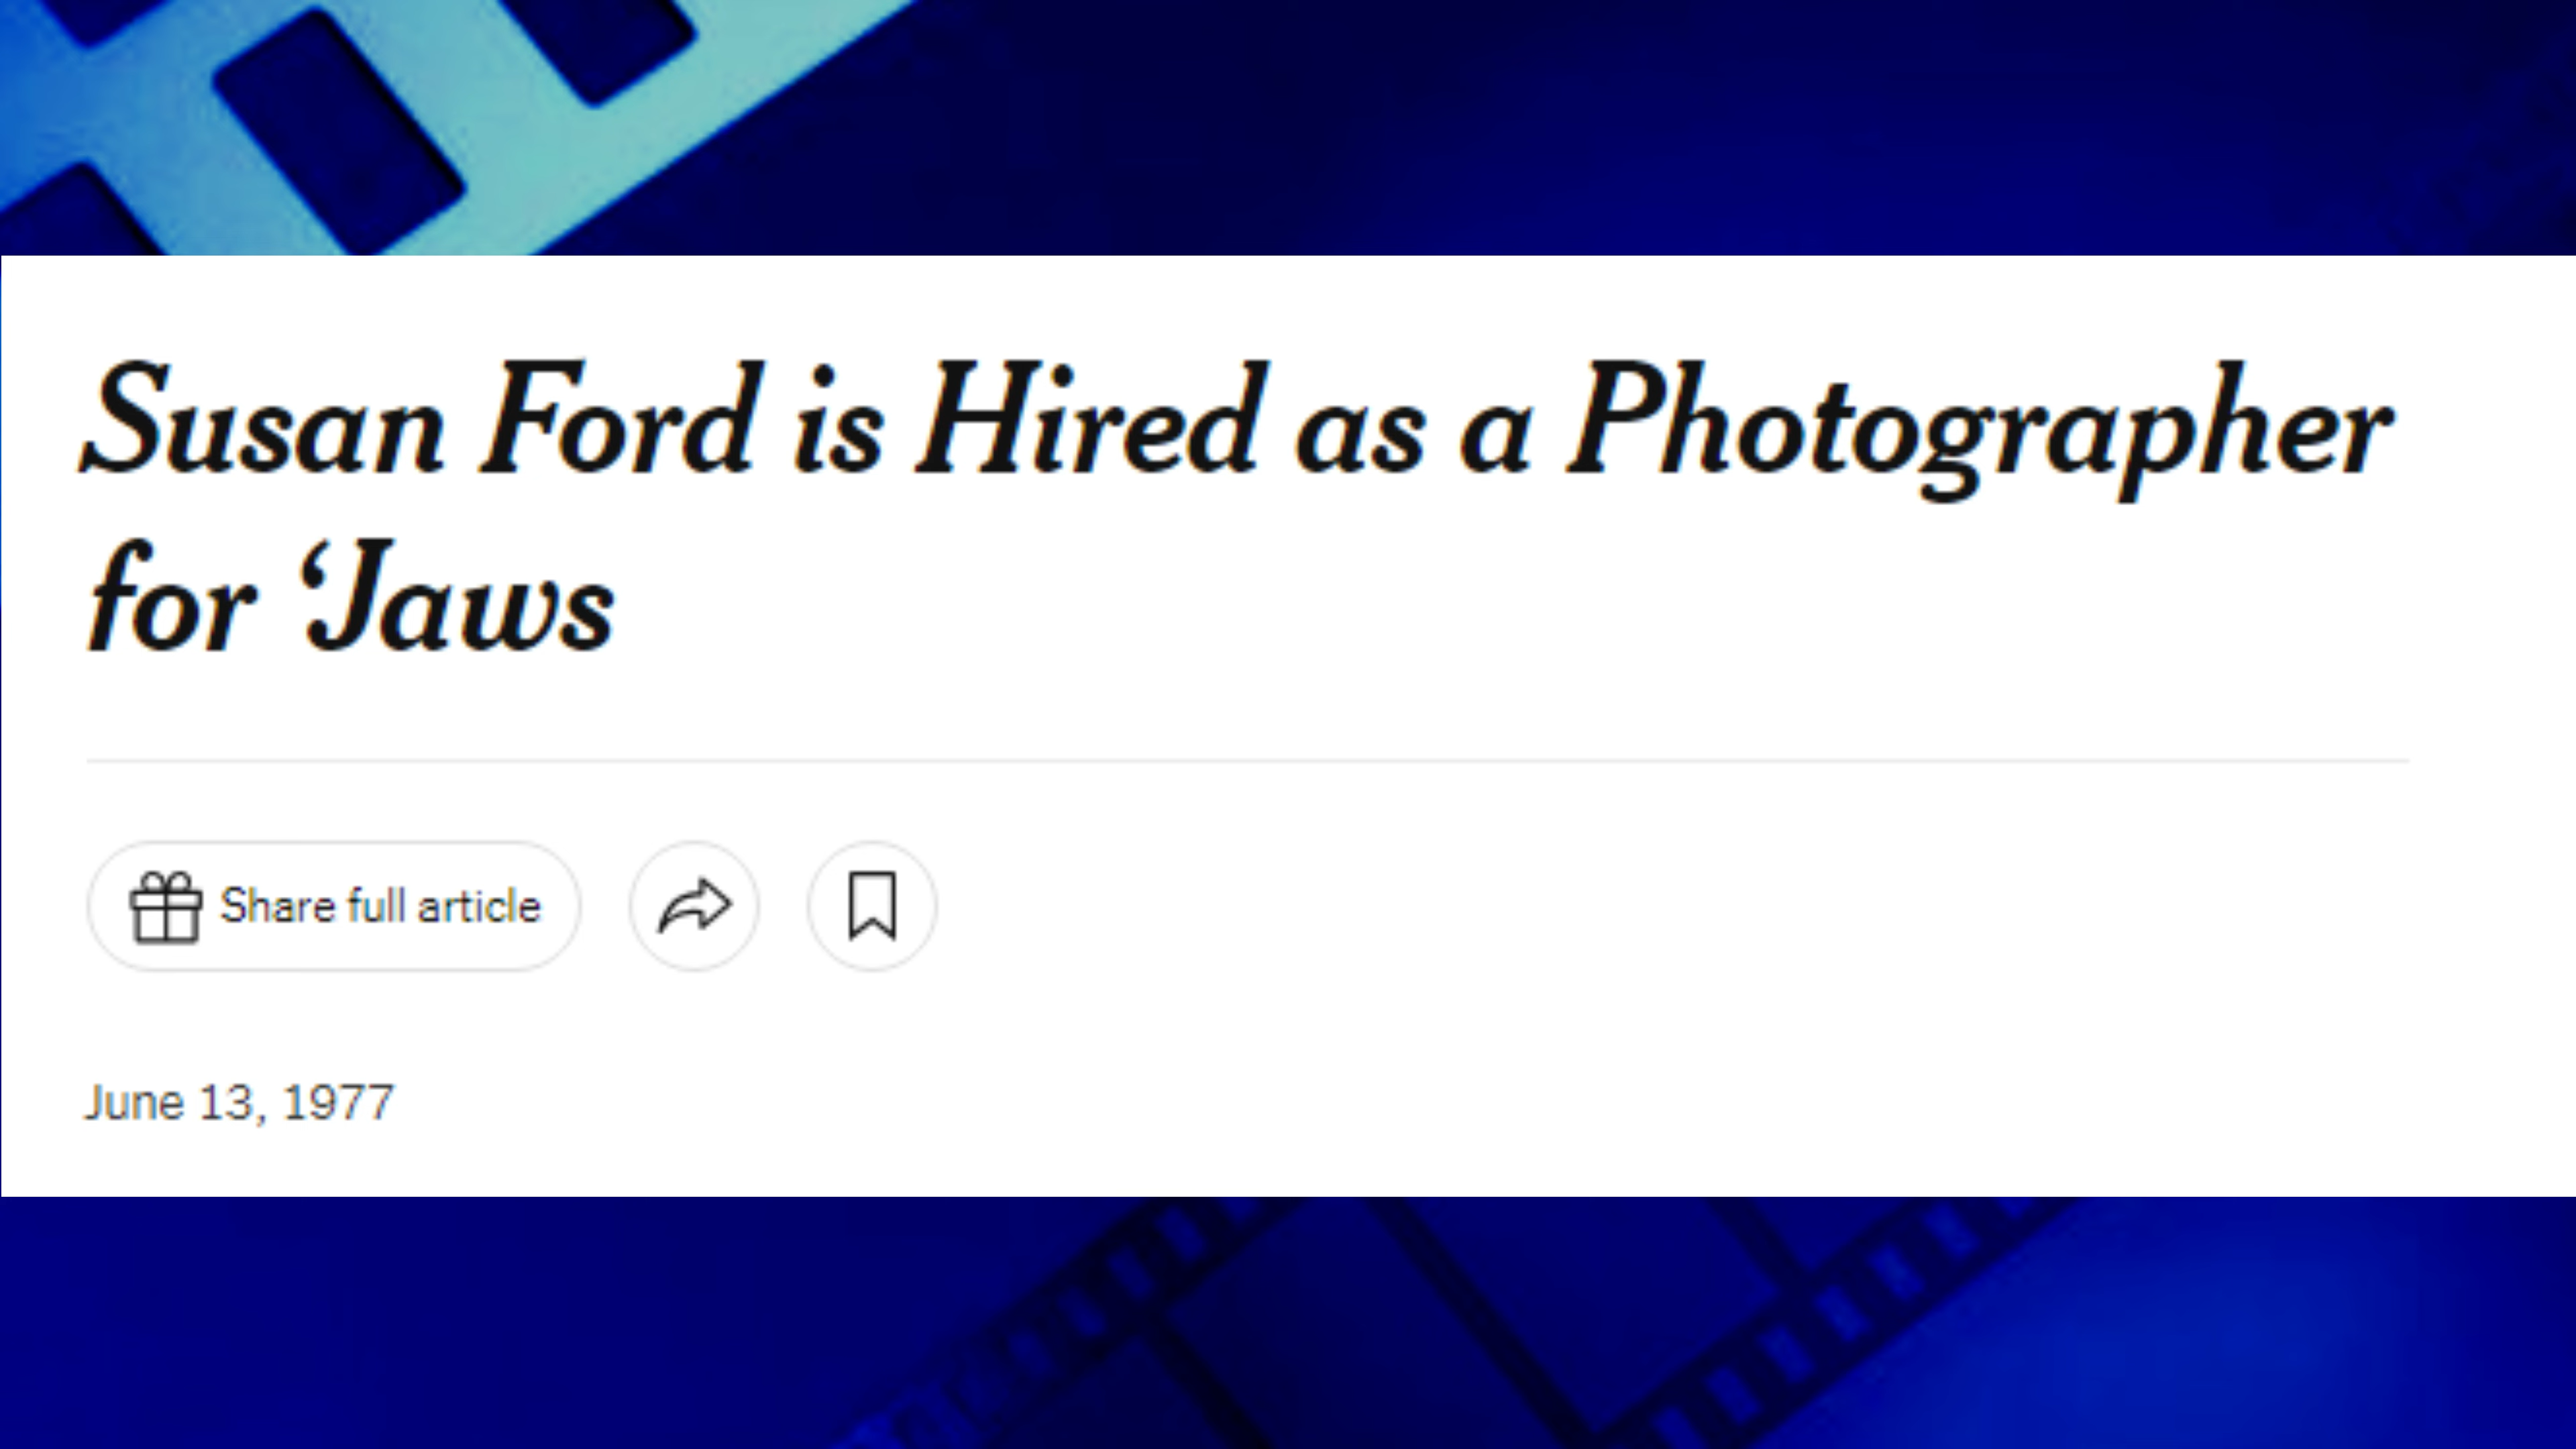 Susan Ford is Hired as a Photographer
for ‘Jaws
Share full article
June 13, 1977